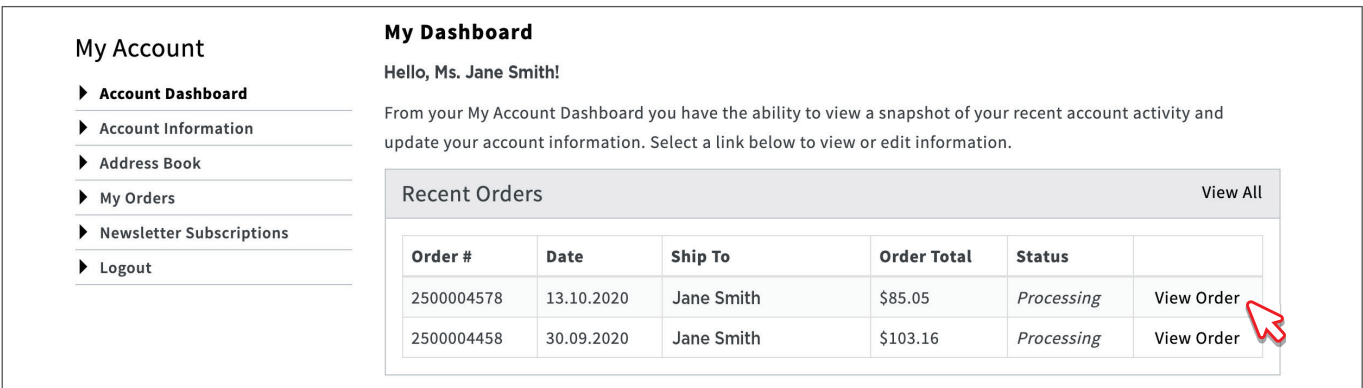 My Account
Account Dashboard
Account Information
Address Book
My Orders
Newsletter Subscriptions
Logout
My Dashboard
Hello, Ms. Jane Smith!
From your My Account Dashboard you have the ability to view a snapshot of your recent account activity and
update your account information. Select a link below to view or edit information.
Recent Orders View All
Order # Date Ship To Order Total Status
2500004578 13.10.2020 Jane Smith $85.05 Processing View Order
2500004458 30.09.2020 Jane Smith $103.16 Processing View Order